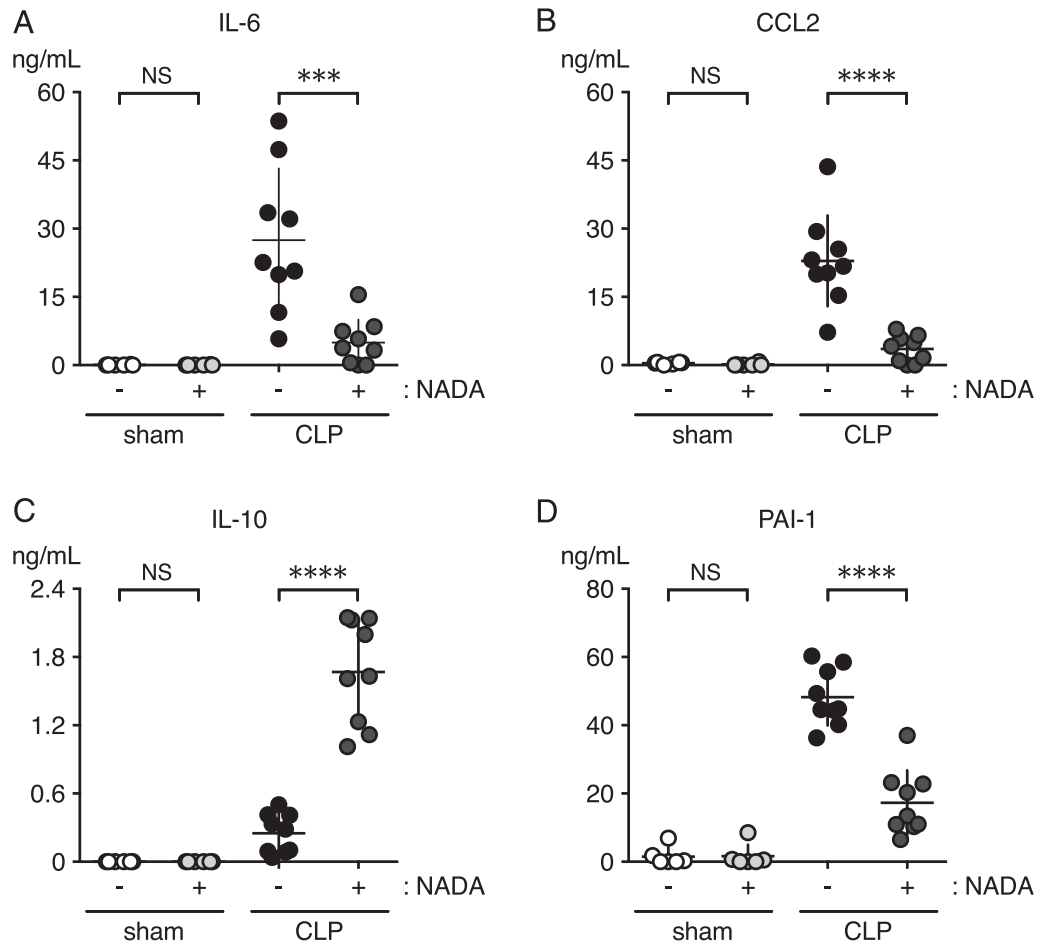 A
IL-6
ng/mL
NS
***
60
45
30
15
0
- + - + : NADA
sham CLP
B
CCL2
ng/mL
NS
****
60
45
30
15
0
- + - + : NADA
sham CLP
C
IL-10
ng/mL
NS
****
2.4
1.8
1.2
0.6
0
- + - + : NADA
sham CLP
D
PAI-1
ng/mL
NS
****
80
60
40
20
0
- + - + : NADA
sham CLP